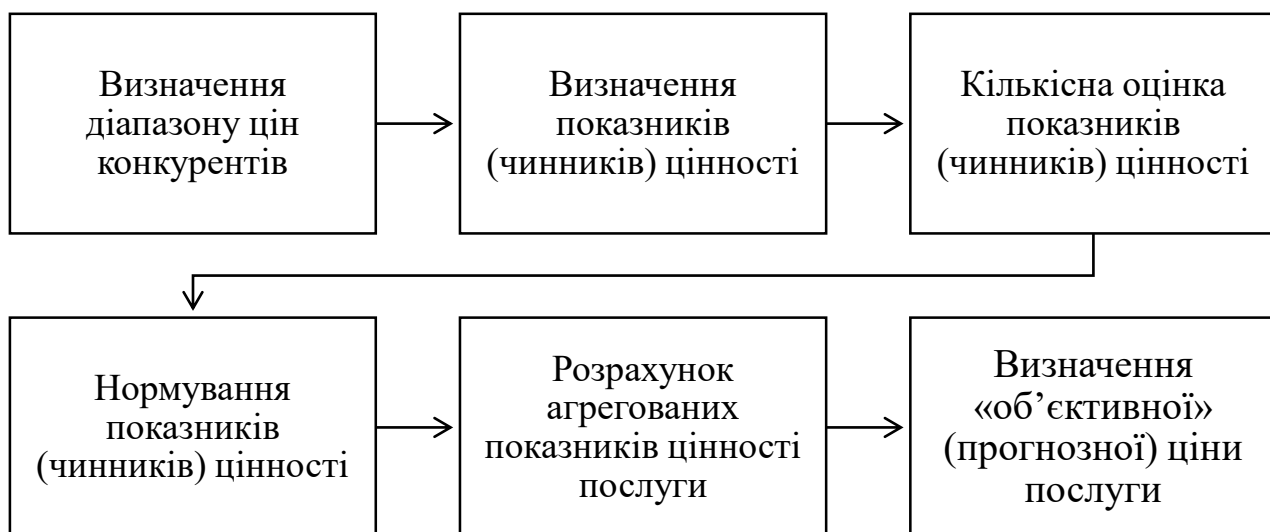 Визначення
діапазону цін
конкурентів
Визначення
показників
(чинників) цінності
Кількісна оцінка
показників
(чинників) цінності
Нормування
показників
(чинників) цінності
Розрахунок
агрегованих
показників цінності
послуги
Визначення
«об’єктивної»
(прогнозної) ціни
послуги